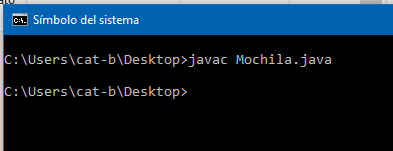 Símbolo del sistema
C:\Users\cat-b\Desktop>javac Mochila.java
C:\Users\cat-b\Desktop>